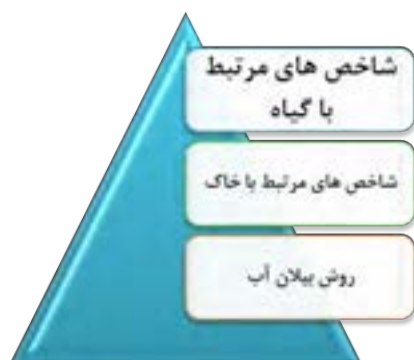 شاخص های مرتبط
با گیاه
شاخص های مرتبط با خاک
روش بیلان آب